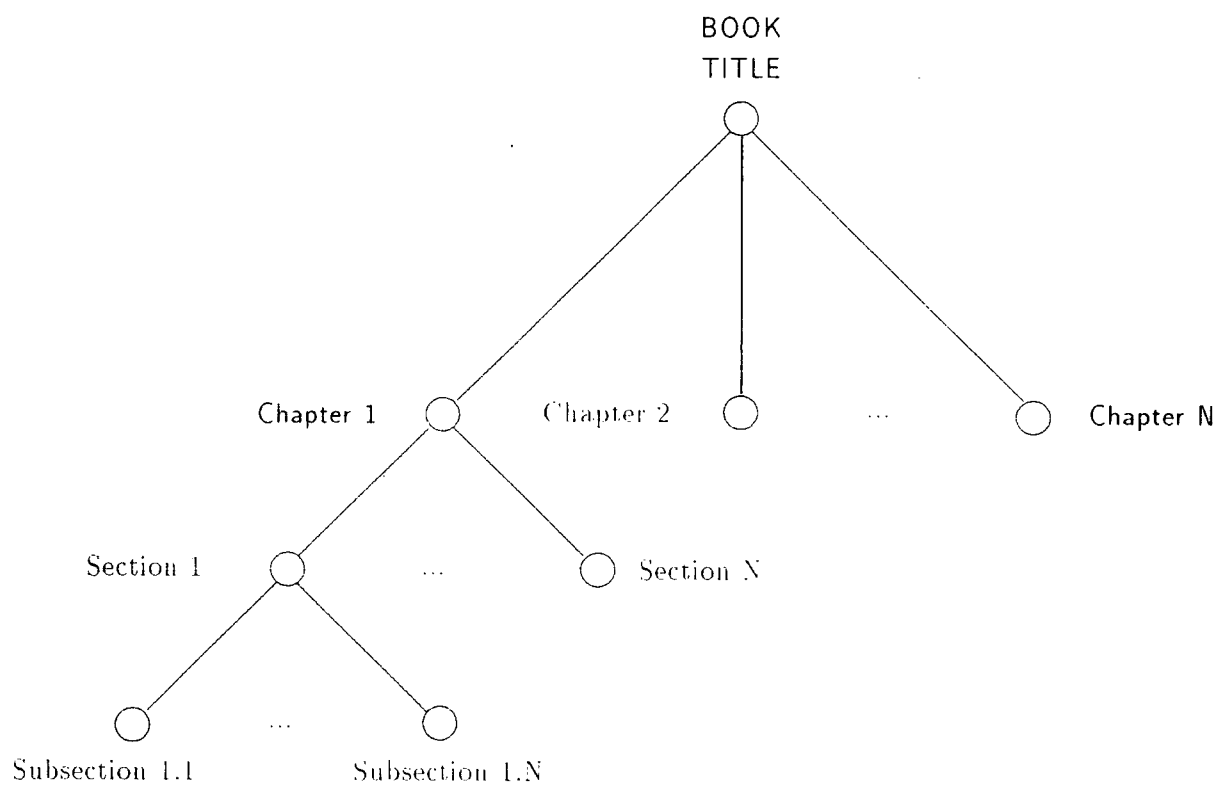 BOOK
TITLE
Chapter 1
Chapter 2
...
Chapter N
Section 1
...
Section N
...
Subsection 1.1
Subsection 1.N